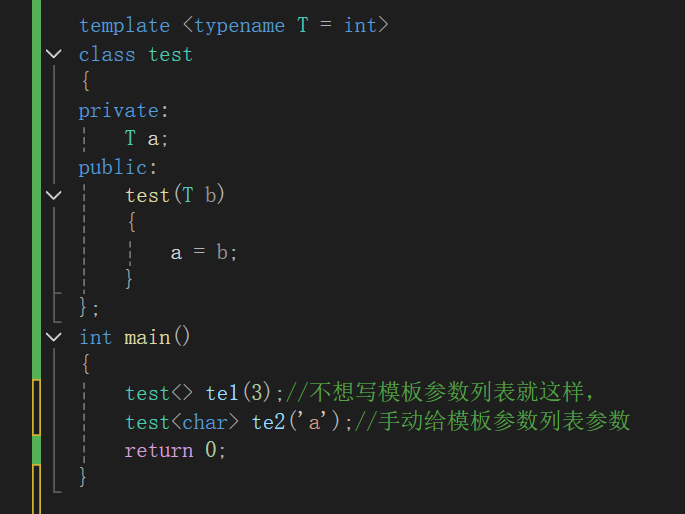 template <typename T = int>
class test
{
private:
    T a;
public:
    test(T b)
    {
        a = b;
    }
};
int main()
{
    test<> te1(3);//不想写模板参数列表就这样，
    test<char> te2('a');//手动给模板参数列表参数
    return 0;
}